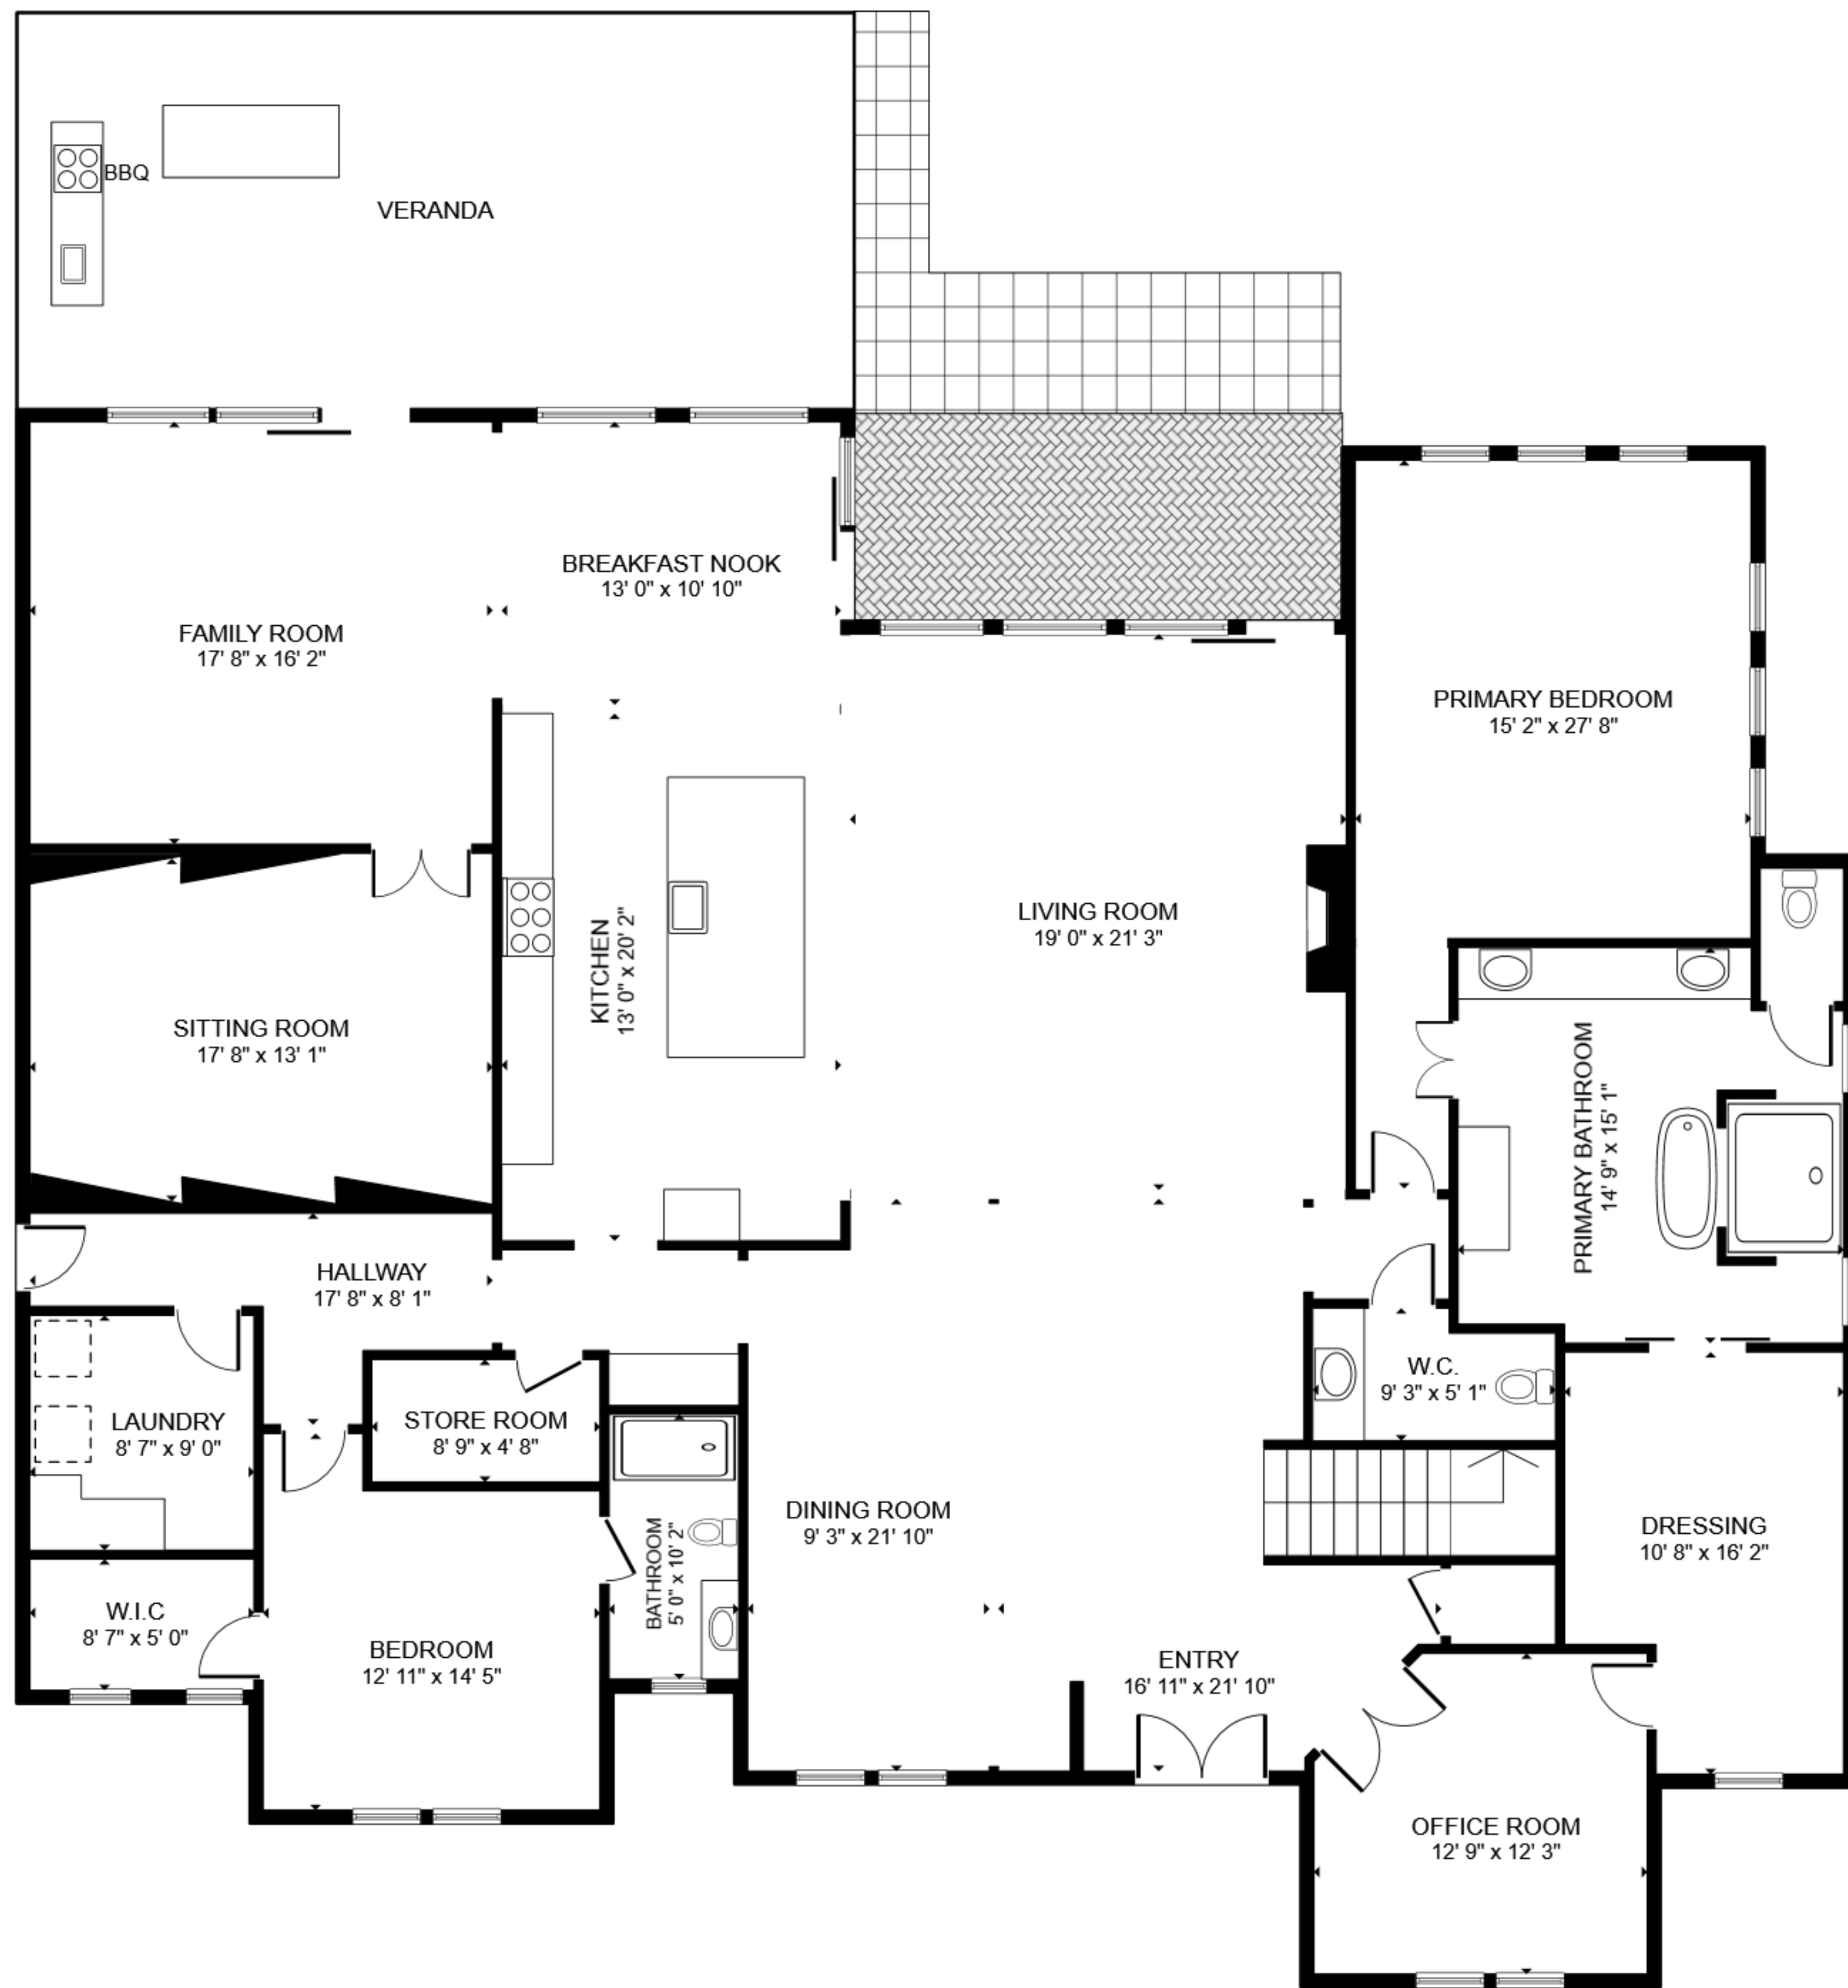 BBQ
VERANDA
BREAKFAST NOOK
13' 0" x 10' 10"
FAMILY ROOM
17' 8" x 16' 2"
PRIMARY BEDROOM
15' 2" x 27' 8"
KITCHEN
13' 0" x 20' 2"
LIVING ROOM
19' 0" x 21' 3"
SITTING ROOM
17' 8" x 13' 1"
PRIMARY BATHROOM
14' 9" x 15' 1"
HALLWAY
17' 8" x 8' 1"
W.C.
9' 3" x 5' 1"
LAUNDRY
8' 7" x 9' 0"
STORE ROOM
8' 9" x 4' 8"
DINING ROOM
9' 3" x 21' 10"
DRESSING
10' 8" x 16' 2"
BATHROOM
5' 0" x 10' 2"
W.I.C
8' 7" x 5' 0"
BEDROOM
12' 11" x 14' 5"
ENTRY
16' 11" x 21' 10"
OFFICE ROOM
12' 9" x 12' 3"